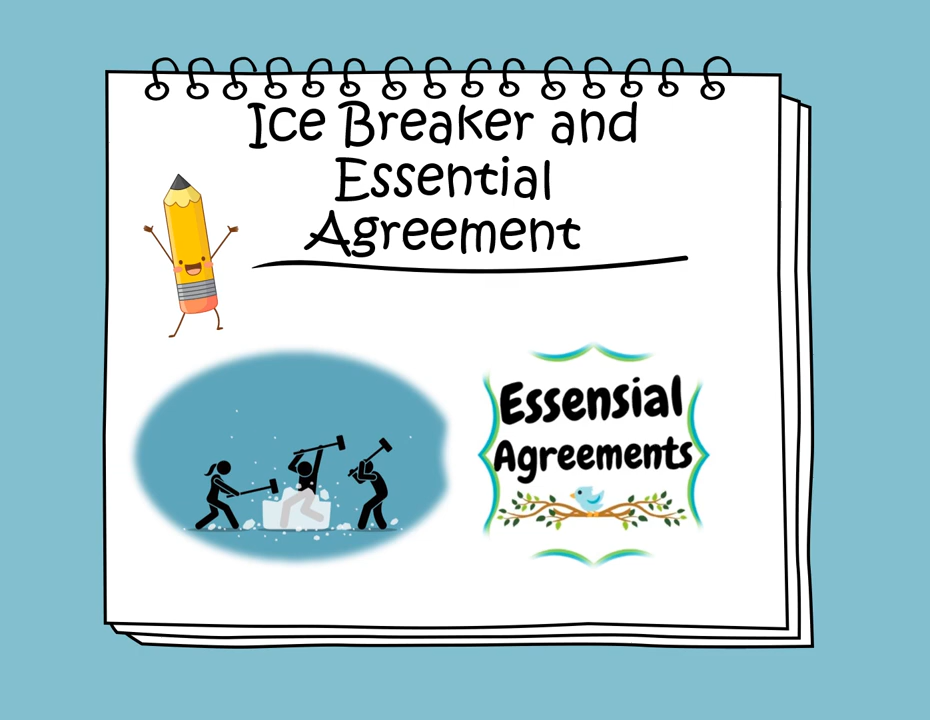 Ice Breaker and
Essential
Agreement
Essensial
Agreements